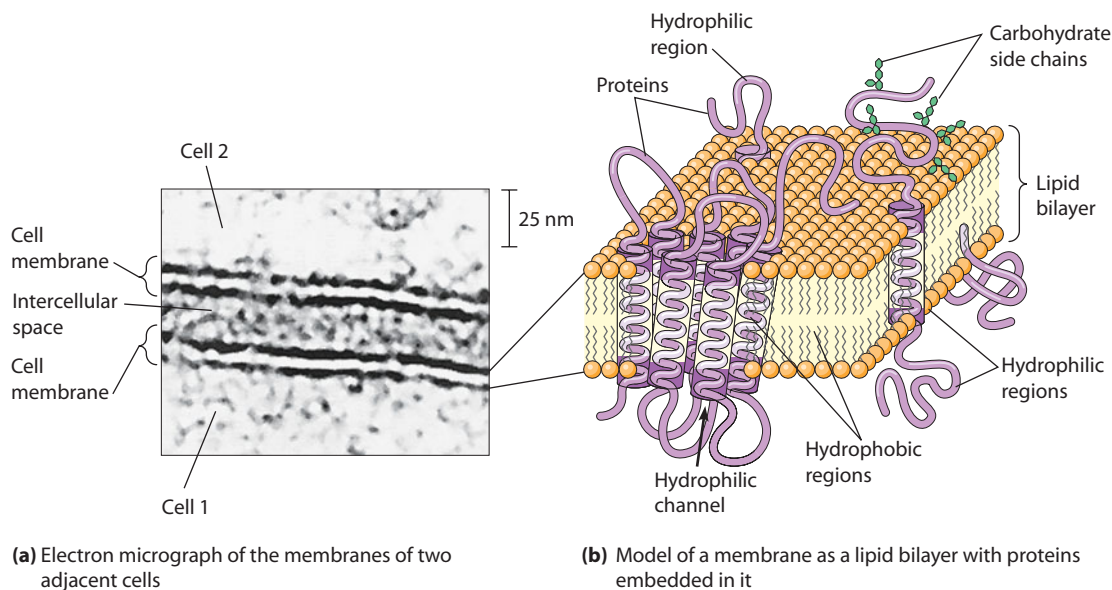 Hydrophilic
region
Carbohydrate
side chains
Proteins
Cell 2
25 nm
Lipid
bilayer
Cell
membrane
Intercellular
space
Cell
membrane
Hydrophilic
regions
Hydrophobic
regions
Hydrophilic
channel
Cell 1
(a) Electron micrograph of the membranes of two
adjacent cells
(b) Model of a membrane as a lipid bilayer with proteins
embedded in it